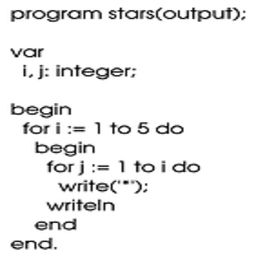 program stars(output);
var
i, j: integer;
begin
for i := 1 to 5 do
begin
for j := 1 to i do
write('*');
writeln
end
end.